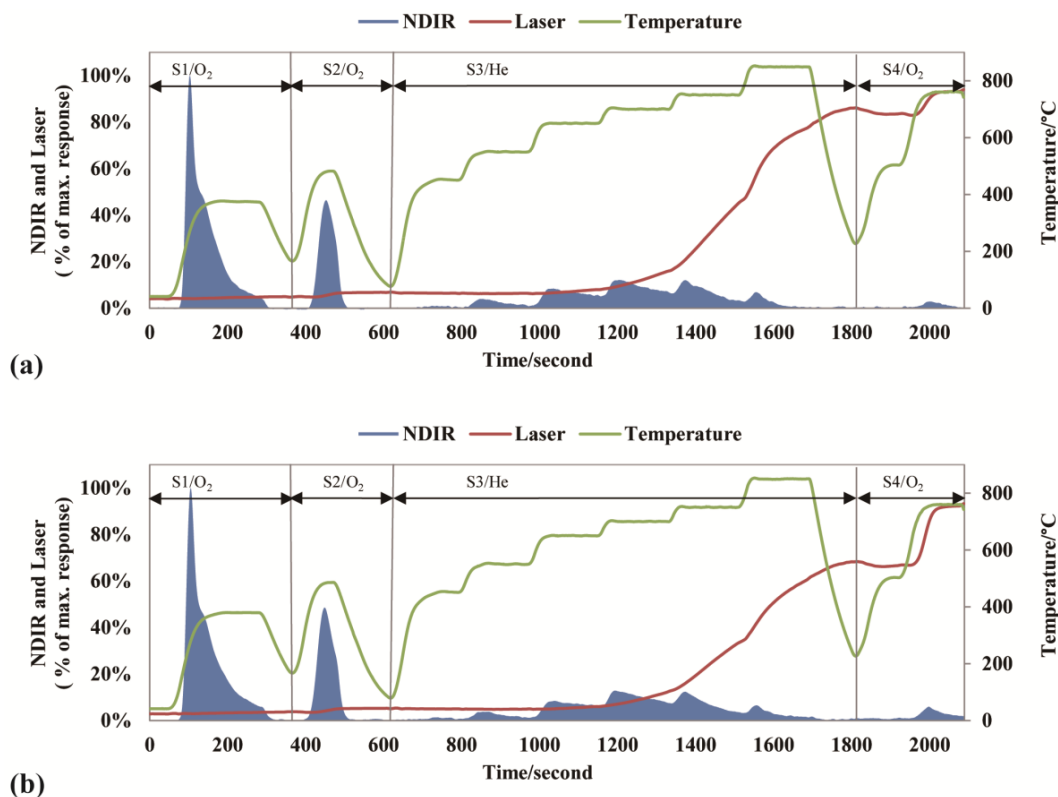 NDIR Laser Temperature
S1/O₂ S2/O₂ S3/He S4/O₂
100%
80%
60%
40%
20%
0%
NDIR and Laser
( % of max. response)
800
600
400
200
0
Temperature/°C
0 200 400 600 800 1000 1200 1400 1600 1800 2000
Time/second
(a)
NDIR Laser Temperature
S1/O₂ S2/O₂ S3/He S4/O₂
100%
80%
60%
40%
20%
0%
NDIR and Laser
( % of max. response)
800
600
400
200
0
Temperature/°C
0 200 400 600 800 1000 1200 1400 1600 1800 2000
Time/second
(b)